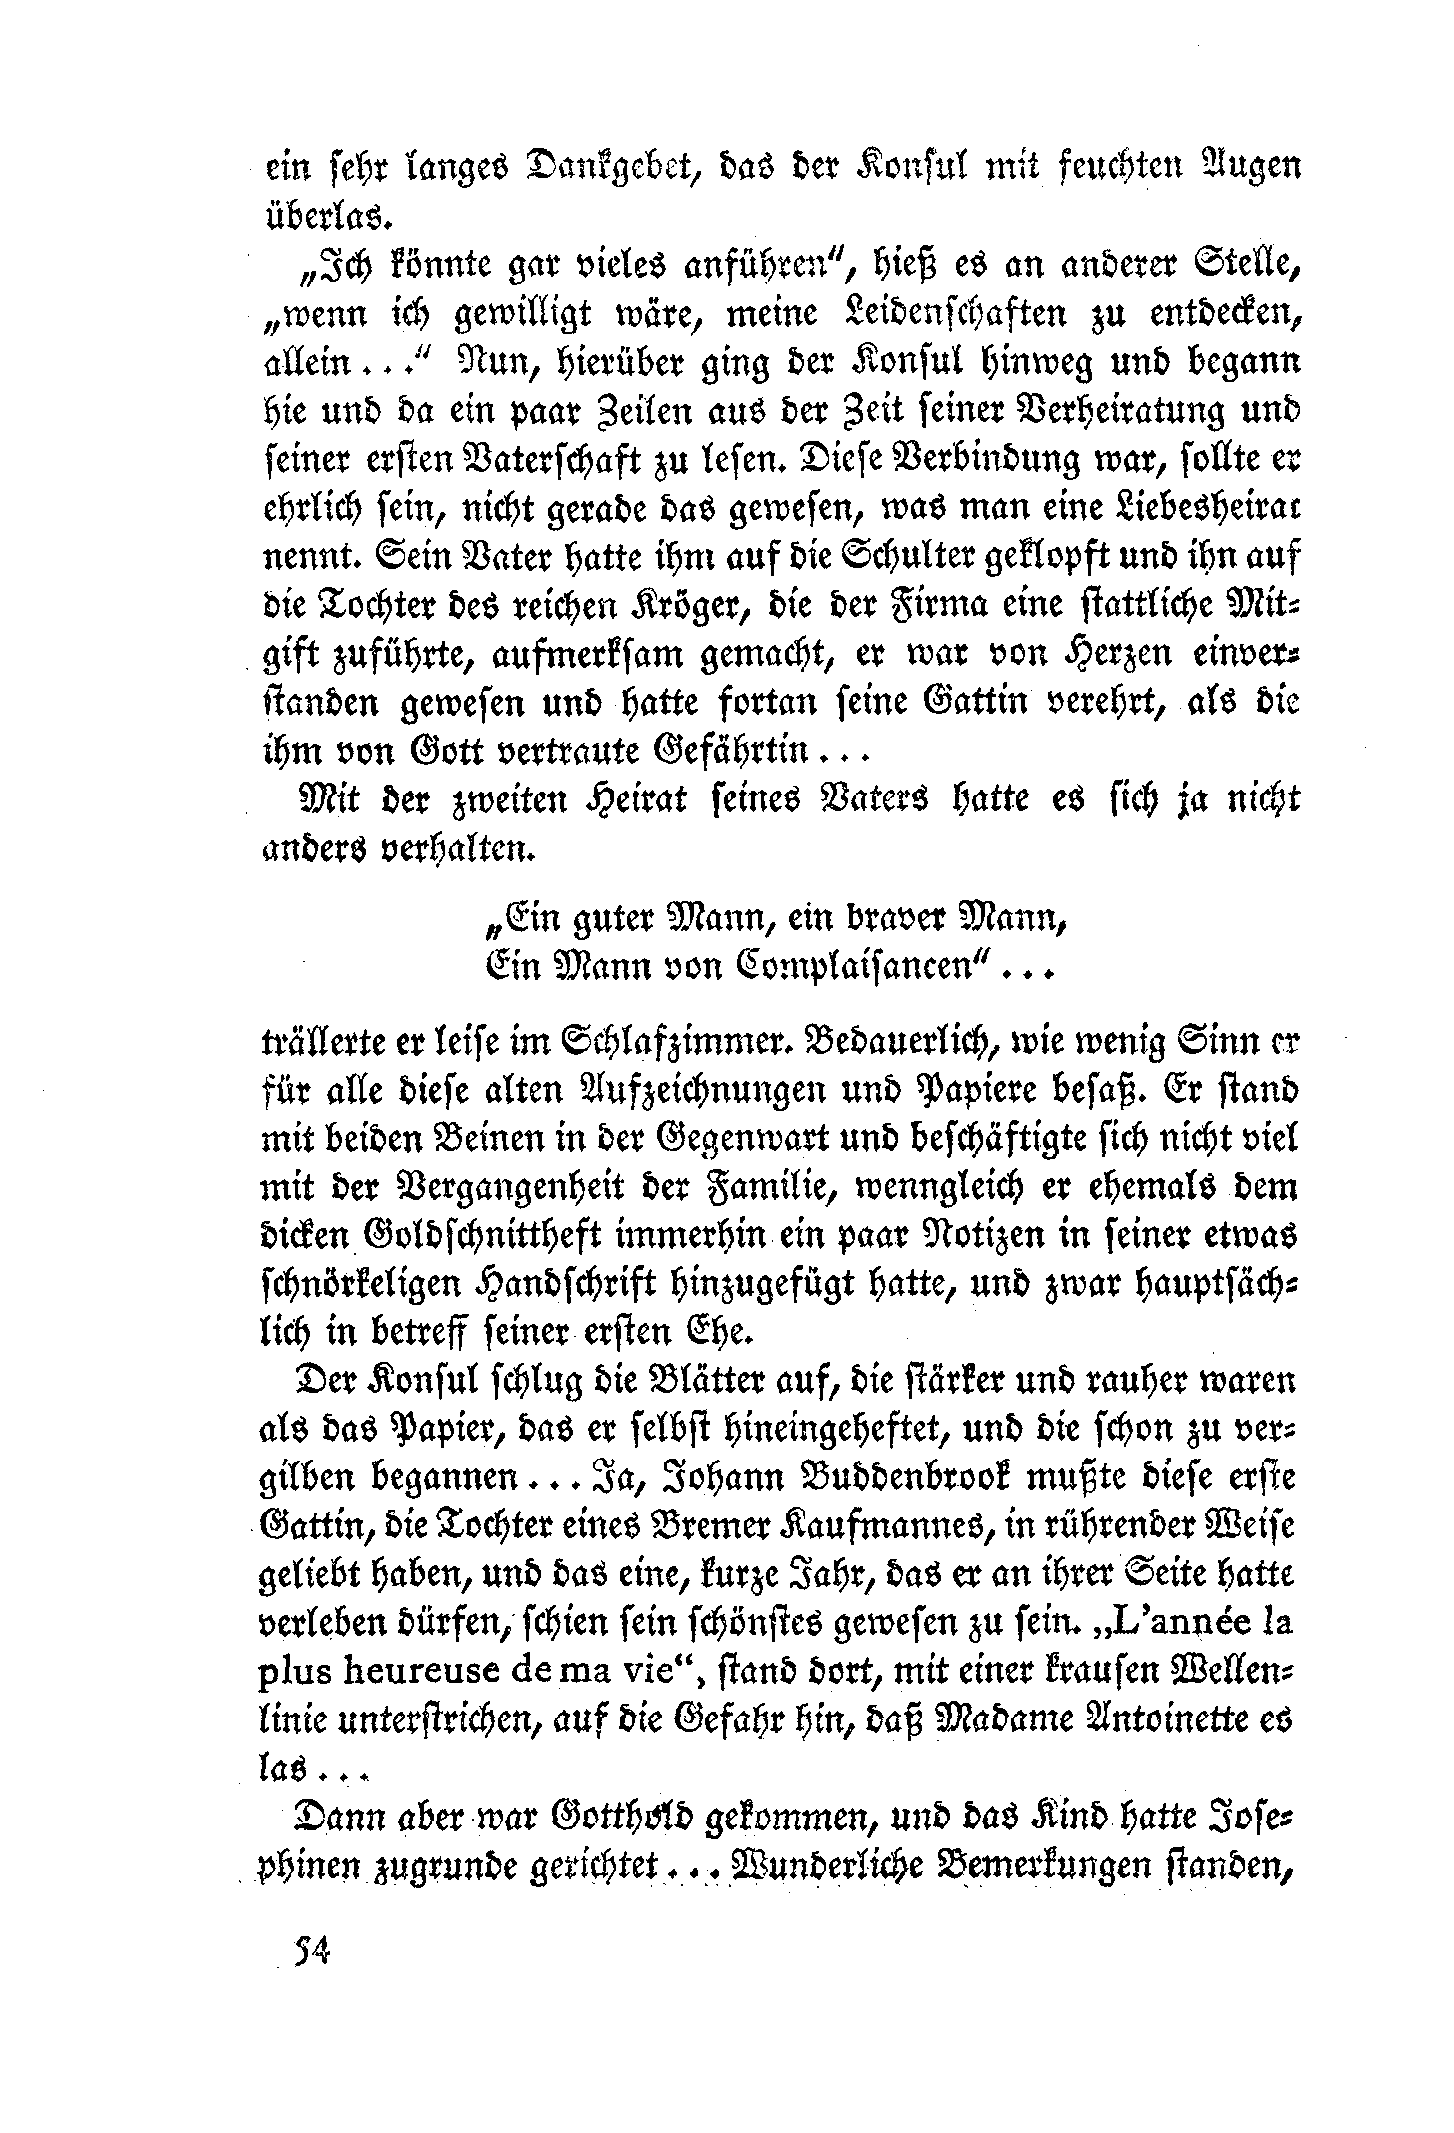 ein sehr langes Dankgebet, das der Konsul mit feuchten Augen
überlas.
„Ich könnte gar vieles anführen“, hieß es an anderer Stelle,
„wenn ich gewilligt wäre, meine Leidenschaften zu entdecken,
allein . . .“ Nun, hierüber ging der Konsul hinweg und begann
hie und da ein paar Zeilen aus der Zeit seiner Verheiratung und
seiner ersten Vaterschaft zu lesen. Diese Verbindung war, sollte er
ehrlich sein, nicht gerade das gewesen, was man eine Liebesheirat
nennt. Sein Vater hatte ihm auf die Schulter geklopft und ihn auf
die Tochter des reichen Kröger, die der Firma eine stattliche Mit-
gift zuführte, aufmerksam gemacht, er war von Herzen einver-
standen gewesen und hatte fortan seine Gattin verehrt, als die
ihm von Gott vertraute Gefährtin . . .
Mit der zweiten Heirat seines Vaters hatte es sich ja nicht
anders verhalten.
„Ein guter Mann, ein braver Mann,
Ein Mann von Complaisancen“ . . .
trällerte er leise im Schlafzimmer. Bedauerlich, wie wenig Sinn er
für alle diese alten Aufzeichnungen und Papiere besaß. Er stand
mit beiden Beinen in der Gegenwart und beschäftigte sich nicht viel
mit der Vergangenheit der Familie, wenngleich er ehemals dem
dicken Goldschnittheft immerhin ein paar Notizen in seiner etwas
schnörkeligen Handschrift hinzugefügt hatte, und zwar hauptsäch-
lich in betreff seiner ersten Ehe.
Der Konsul schlug die Blätter auf, die stärker und rauher waren
als das Papier, das er selbst hineingeheftet, und die schon zu ver-
gilben begannen . . . Ja, Johann Buddenbrook mußte diese erste
Gattin, die Tochter eines Bremer Kaufmannes, in rührender Weise
geliebt haben, und das eine, kurze Jahr, das er an ihrer Seite hatte
verleben dürfen, schien sein schönstes gewesen zu sein. „L’année la
plus heureuse de ma vie“, stand dort, mit einer krausen Wellen-
linie unterstrichen, auf die Gefahr hin, daß Madame Antoinette es
las . . .
Dann aber war Gotthold gekommen, und das Kind hatte Jose-
phinen zugrunde gerichtet . . . Wunderliche Bemerkungen standen,
54